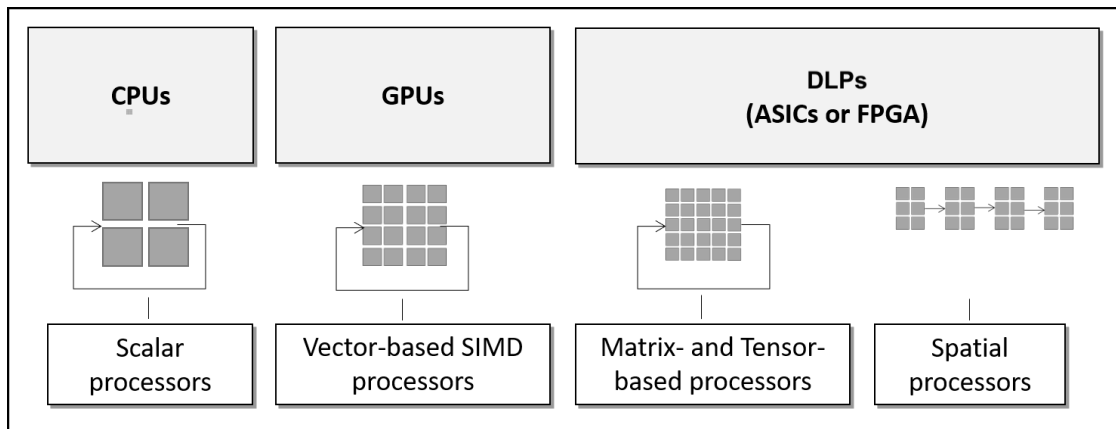 CPUs
GPUs
DLPs
(ASICs or FPGA)
Scalar
processors
Vector-based SIMD
processors
Matrix- and Tensor-
based processors
Spatial
processors